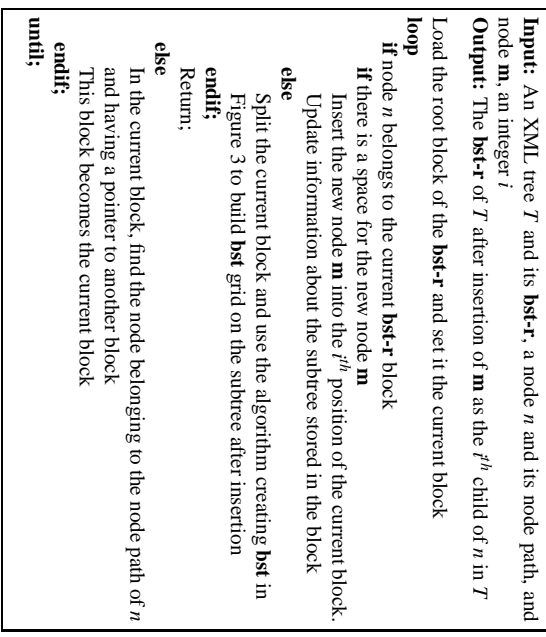 Input: An XML tree T and its bst-r, a node n and its node path, and
node m, an integer i
Output: The bst-r of T after insertion of m as the i^th child of n in T
Load the root block of the bst-r and set it the current block
loop
if node n belongs to the current bst-r block
if there is a space for the new node m
Insert the new node m into the i^th position of the current block.
Update information about the subtree stored in the block
else
Split the current block and use the algorithm creating bst in
Figure 3 to build bst grid on the subtree after insertion
endif;
Return;
else
In the current block, find the node belonging to the node path of n
and having a pointer to another block
This block becomes the current block
endif;
until;